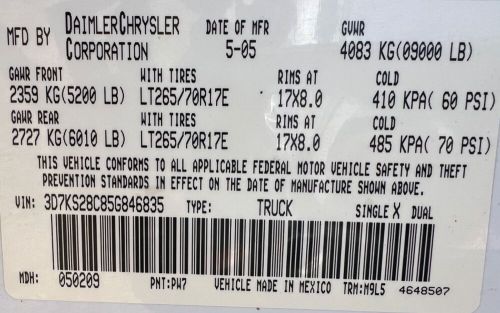 MFD BY DAIMLERCHRYSLER CORPORATION DATE OF MFR 5-05 GVWR 4083 KG(09000 LB)
GAWR FRONT WITH TIRES RIMS AT COLD
2359 KG(5200 LB) LT265/70R17E 17X8.0 410 KPA( 60 PSI)
GAWR REAR WITH TIRES RIMS AT COLD
2727 KG(6010 LB) LT265/70R17E 17X8.0 485 KPA( 70 PSI)
THIS VEHICLE CONFORMS TO ALL APPLICABLE FEDERAL MOTOR VEHICLE SAFETY AND THEFT
PREVENTION STANDARDS IN EFFECT ON THE DATE OF MANUFACTURE SHOWN ABOVE.
VIN: 3D7KS28C85G846835 TYPE: TRUCK SINGLE X DUAL
MDH: 050209 PNT:PW7 VEHICLE MADE IN MEXICO TRM:M9L5 4648507